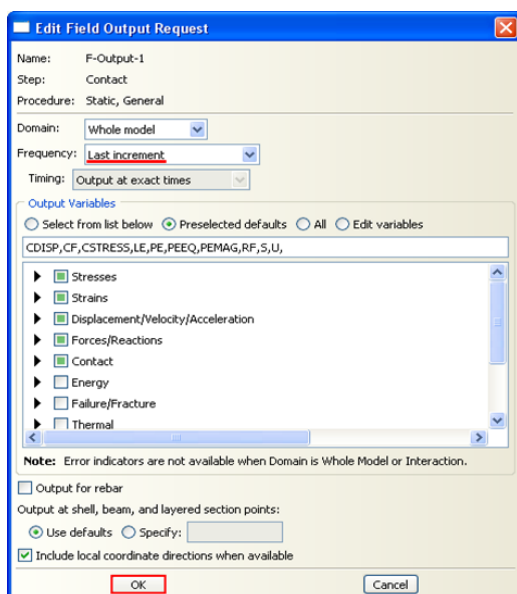 Edit Field Output Request
Name: F-Output-1
Step: Contact
Procedure: Static, General
Domain: Whole model
Frequency: Last increment
Timing: Output at exact times
Output Variables
Select from list below Preselected defaults All Edit variables
CDISP,CF,CSTRESS,LE,PE,PEEQ,PEMAG,RF,S,U,
Stresses
Strains
Displacement/Velocity/Acceleration
Forces/Reactions
Contact
Energy
Failure/Fracture
Thermal
Note: Error indicators are not available when Domain is Whole Model or Interaction.
Output for rebar
Output at shell, beam, and layered section points:
Use defaults Specify:
Include local coordinate directions when available
OK Cancel